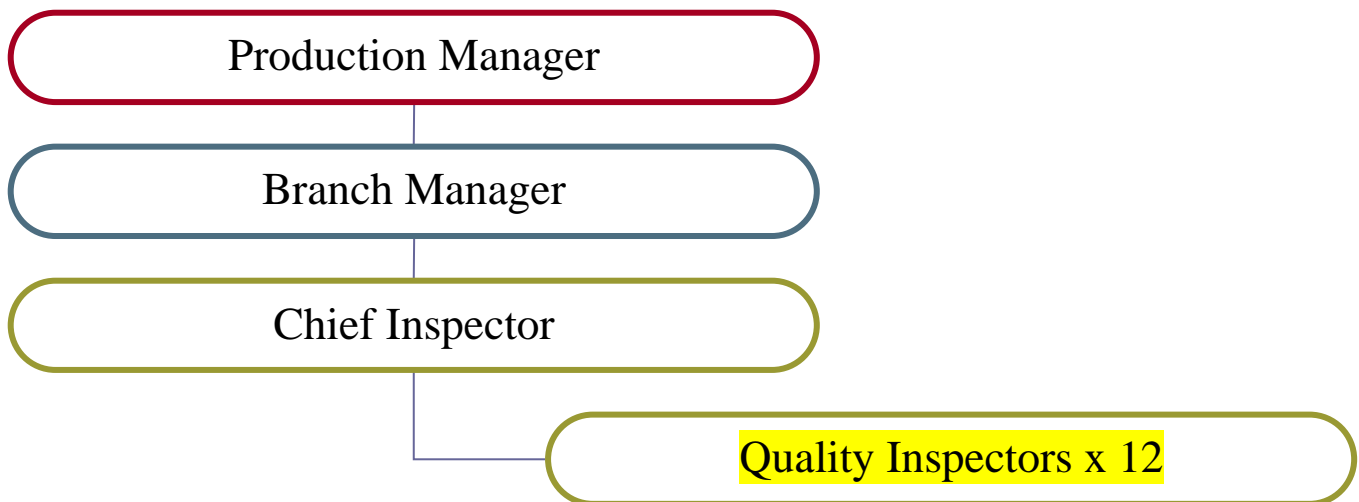 Production Manager
Branch Manager
Chief Inspector
Quality Inspectors x 12